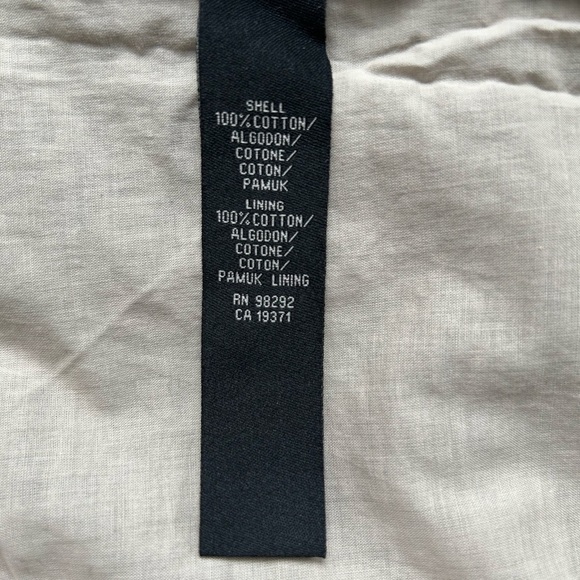 SHELL
100%COTTON/
ALGODON/
COTONE/
COTON/
PAMUK
LINING
100%COTTON/
ALGODON/
COTONE/
COTON/
PAMUK LINING
RN 98292
CA 19371